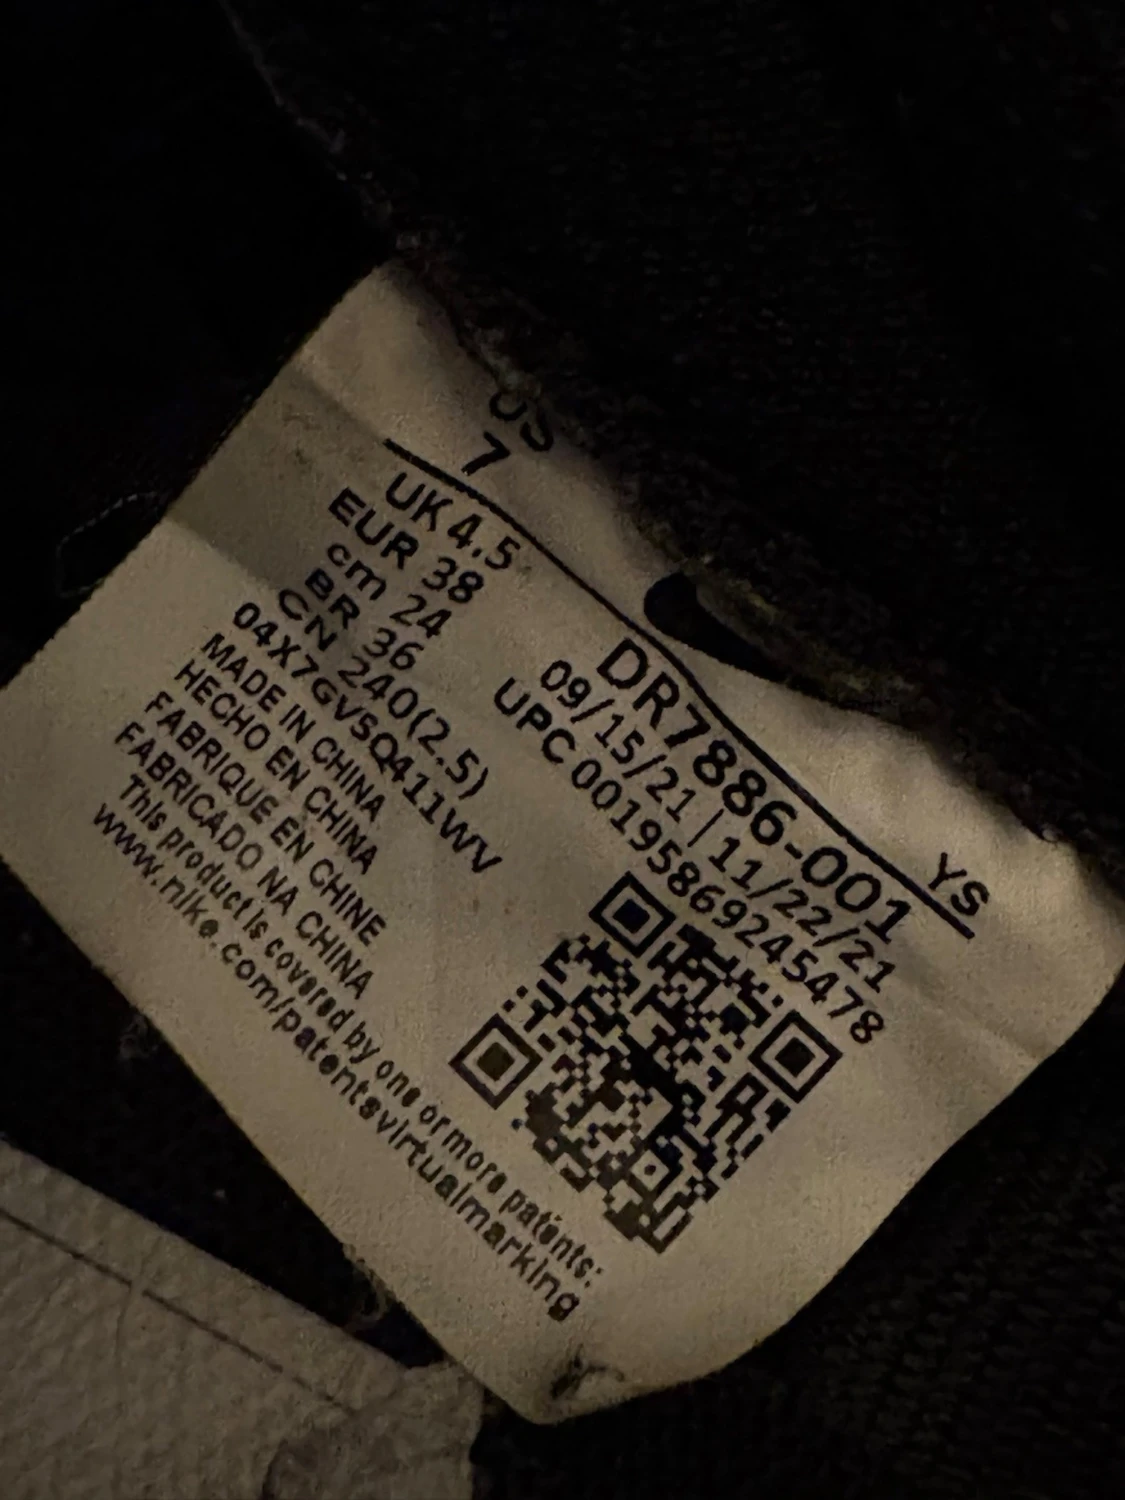 US
7
YS
UK 4.5
EUR 38
cm 24
BR 36
CN 240(2.5)
04X7GVSQ411WV
MADE IN CHINA
HECHO EN CHINA
FABRIQUE EN CHINE
FABRICADO NA CHINA
This product is covered by one or more patents:
www.nike.com/patentsvirtualmarking
DR7886-001
09/15/21 | 11/22/21
UPC 00195869245478